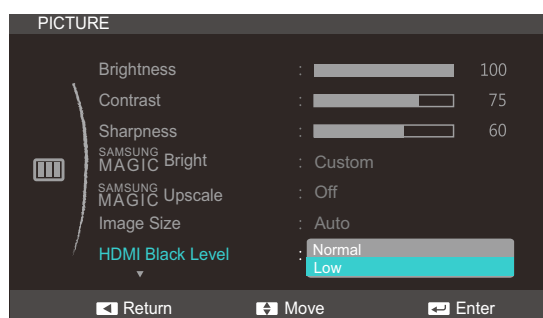 PICTURE
Brightness : 100
Contrast : 75
Sharpness : 60
SAMSUNG MAGIC Bright : Custom
SAMSUNG MAGIC Upscale : Off
Image Size : Auto
HDMI Black Level : Normal
Low
Return Move Enter